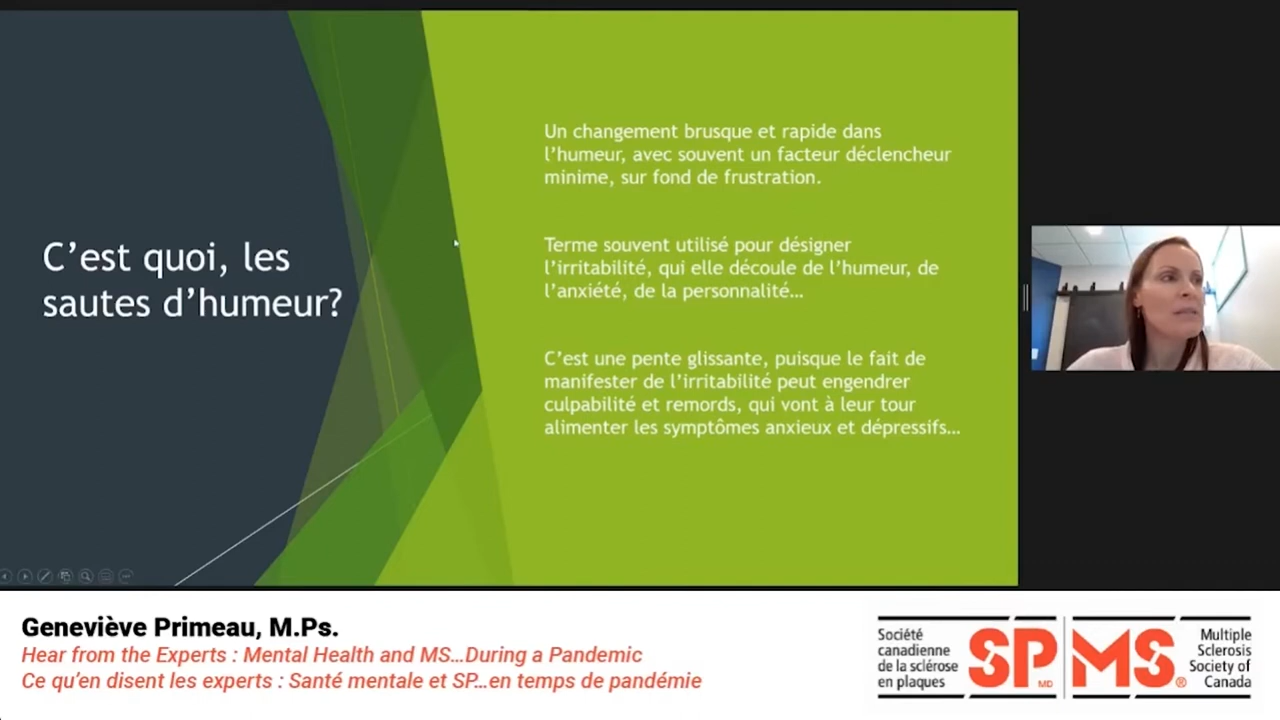 C'est quoi, les
sautes d'humeur?
Un changement brusque et rapide dans
l'humeur, avec souvent un facteur déclencheur
minime, sur fond de frustration.
Terme souvent utilisé pour désigner
l'irritabilité, qui elle découle de l'humeur, de
l'anxiété, de la personnalité…
C'est une pente glissante, puisque le fait de
manifester de l'irritabilité peut engendrer
culpabilité et remords, qui vont à leur tour
alimenter les symptômes anxieux et dépressifs…
Geneviève Primeau, M.Ps.
Hear from the Experts : Mental Health and MS…During a Pandemic
Ce qu'en disent les experts : Santé mentale et SP…en temps de pandémie
Société
canadienne
de la sclérose
en plaques
SP MD
MS ®
Multiple
Sclerosis
Society of
Canada